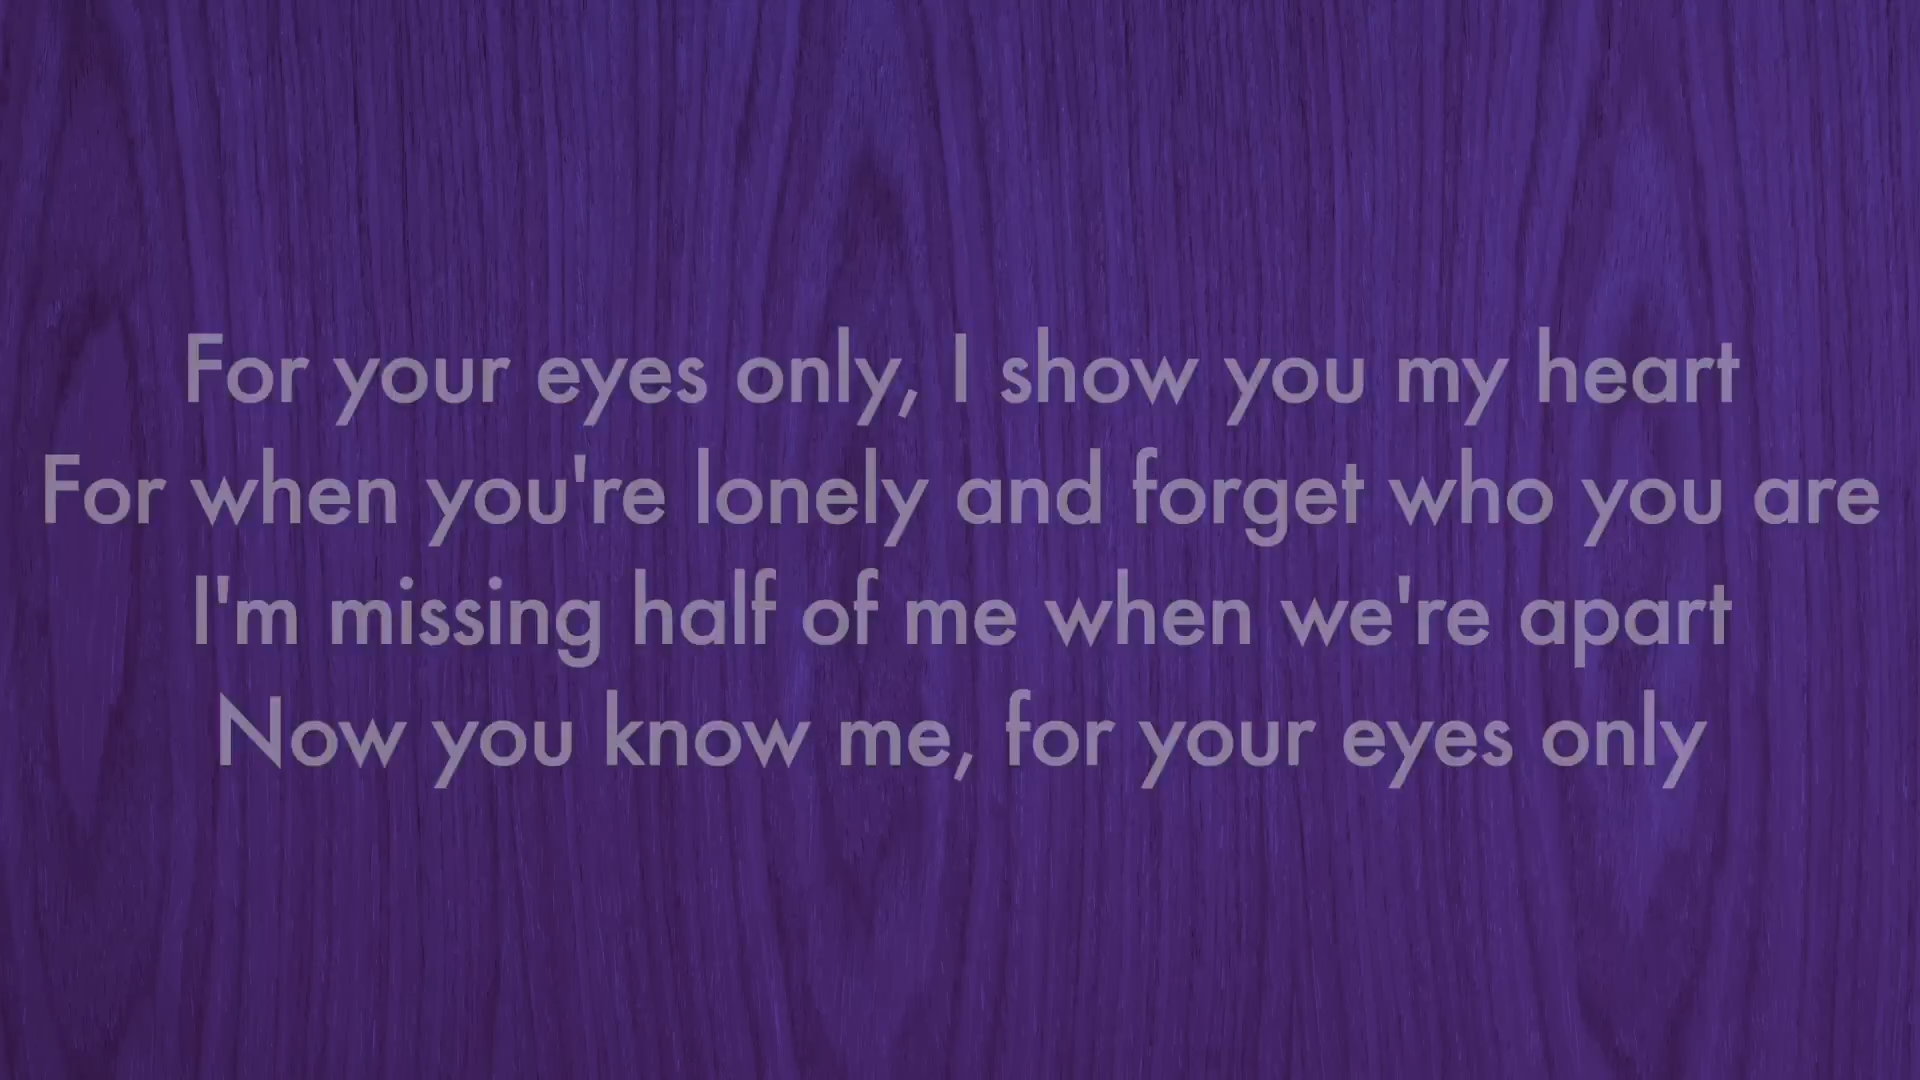 For your eyes only, I show you my heart
For when you're lonely and forget who you are
I'm missing half of me when we're apart
Now you know me, for your eyes only